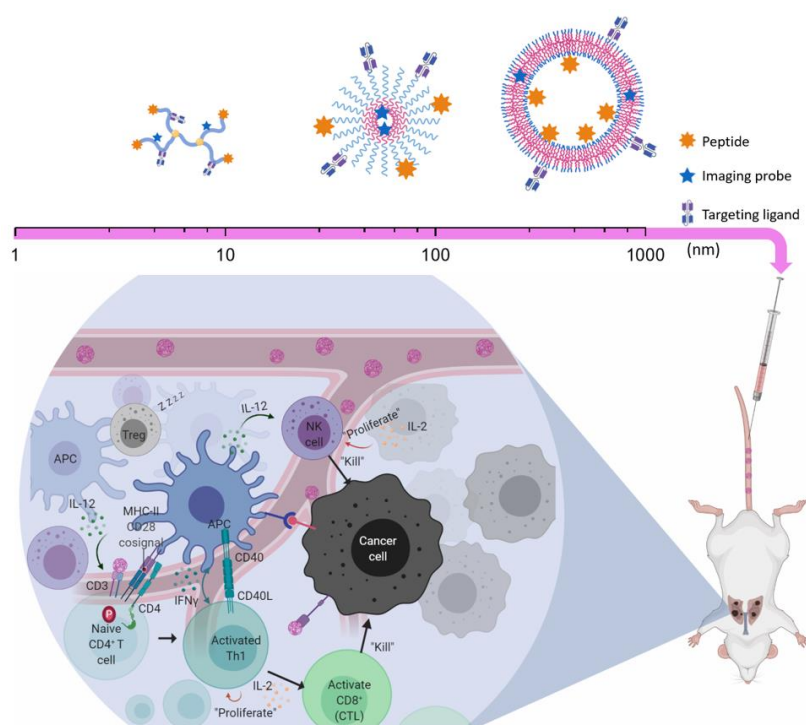 Peptide
Imaging probe
Targeting ligand
1
10
100
1000
(nm)
Treg
Z Z Z Z
IL-12
NK
cell
"Proliferate"
IL-2
APC
"Kill"
IL-12
MHC-II
CD28
cosignal
APC
Cancer
cell
CD40
CD3
IFNγ
CD4
CD40L
P
Naive
CD4⁺ T
cell
Activated
Th1
"Kill"
IL-2
"Proliferate"
Activate
CD8⁺
(CTL)